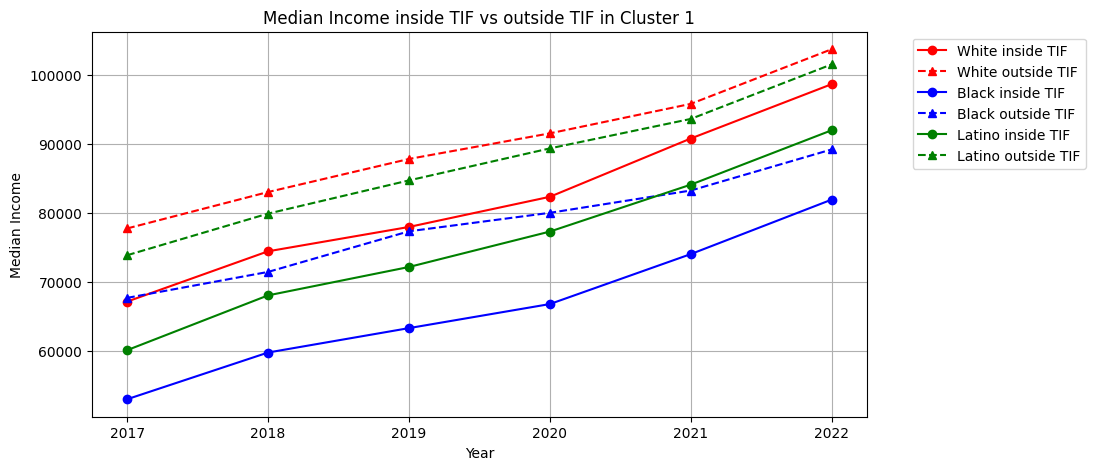 Median Income inside TIF vs outside TIF in Cluster 1
Median Income
100000
90000
80000
70000
60000
2017 2018 2019 2020 2021 2022
Year
White inside TIF
White outside TIF
Black inside TIF
Black outside TIF
Latino inside TIF
Latino outside TIF